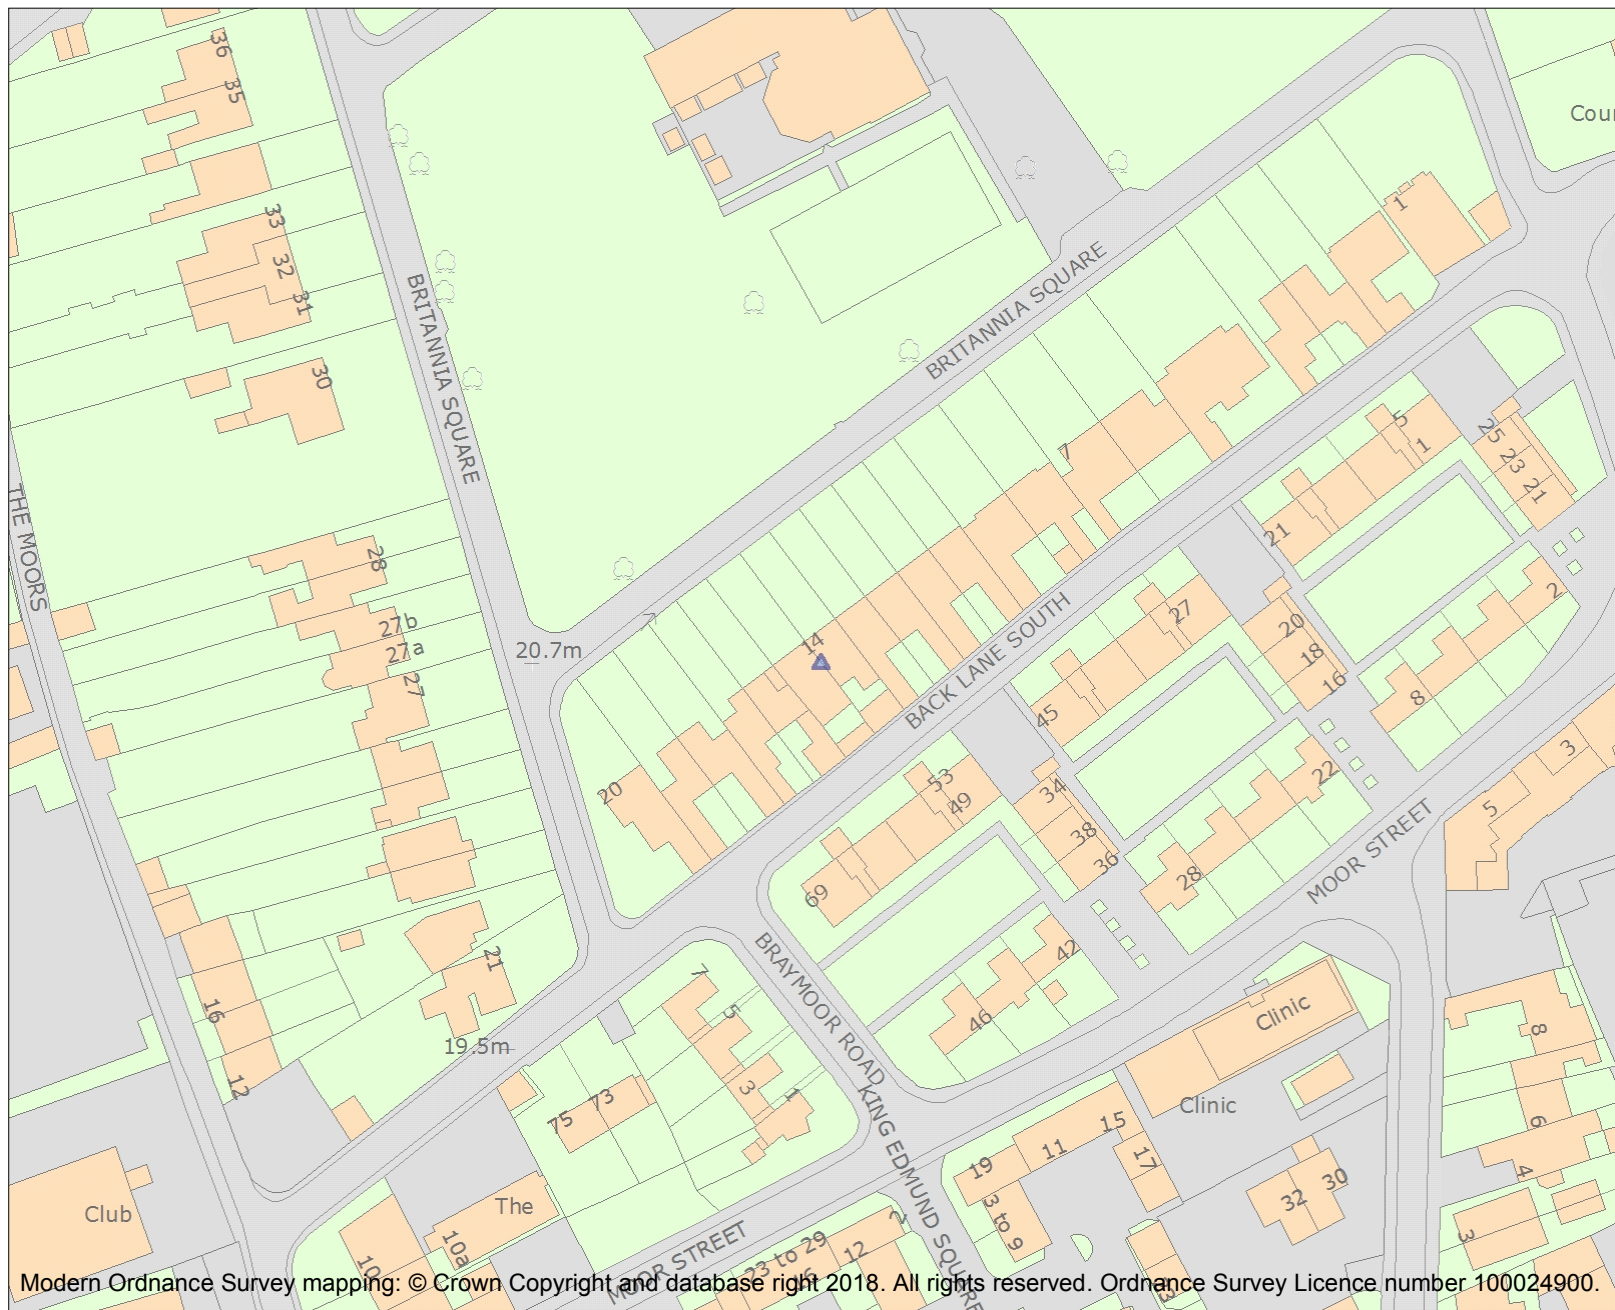 36
35
Cour
33
1
32
31
BRITANNIA SQUARE
BRITANNIA SQUARE
30
5
1
25
23
21
7
21
THE MOORS
28
27b
27a
27
20.7m
14
BACK LANE SOUTH
27
2
20
18
16
8
45
20
53
49
34
38
36
22
3
5
69
28
MOOR STREET
21
42
46
BRAYMOOR ROAD
7
5
3
1
16
12
19.5m
75
73
Clinic
Clinic
8
6
4
3
KING EDMUND SQUARE
19
11
15
17
3 to 9
32
30
Club
The
10a
10
MOOR STREET
23 to 29
12
2
Modern Ordnance Survey mapping: © Crown Copyright and database right 2018. All rights reserved. Ordnance Survey Licence number 100024900.